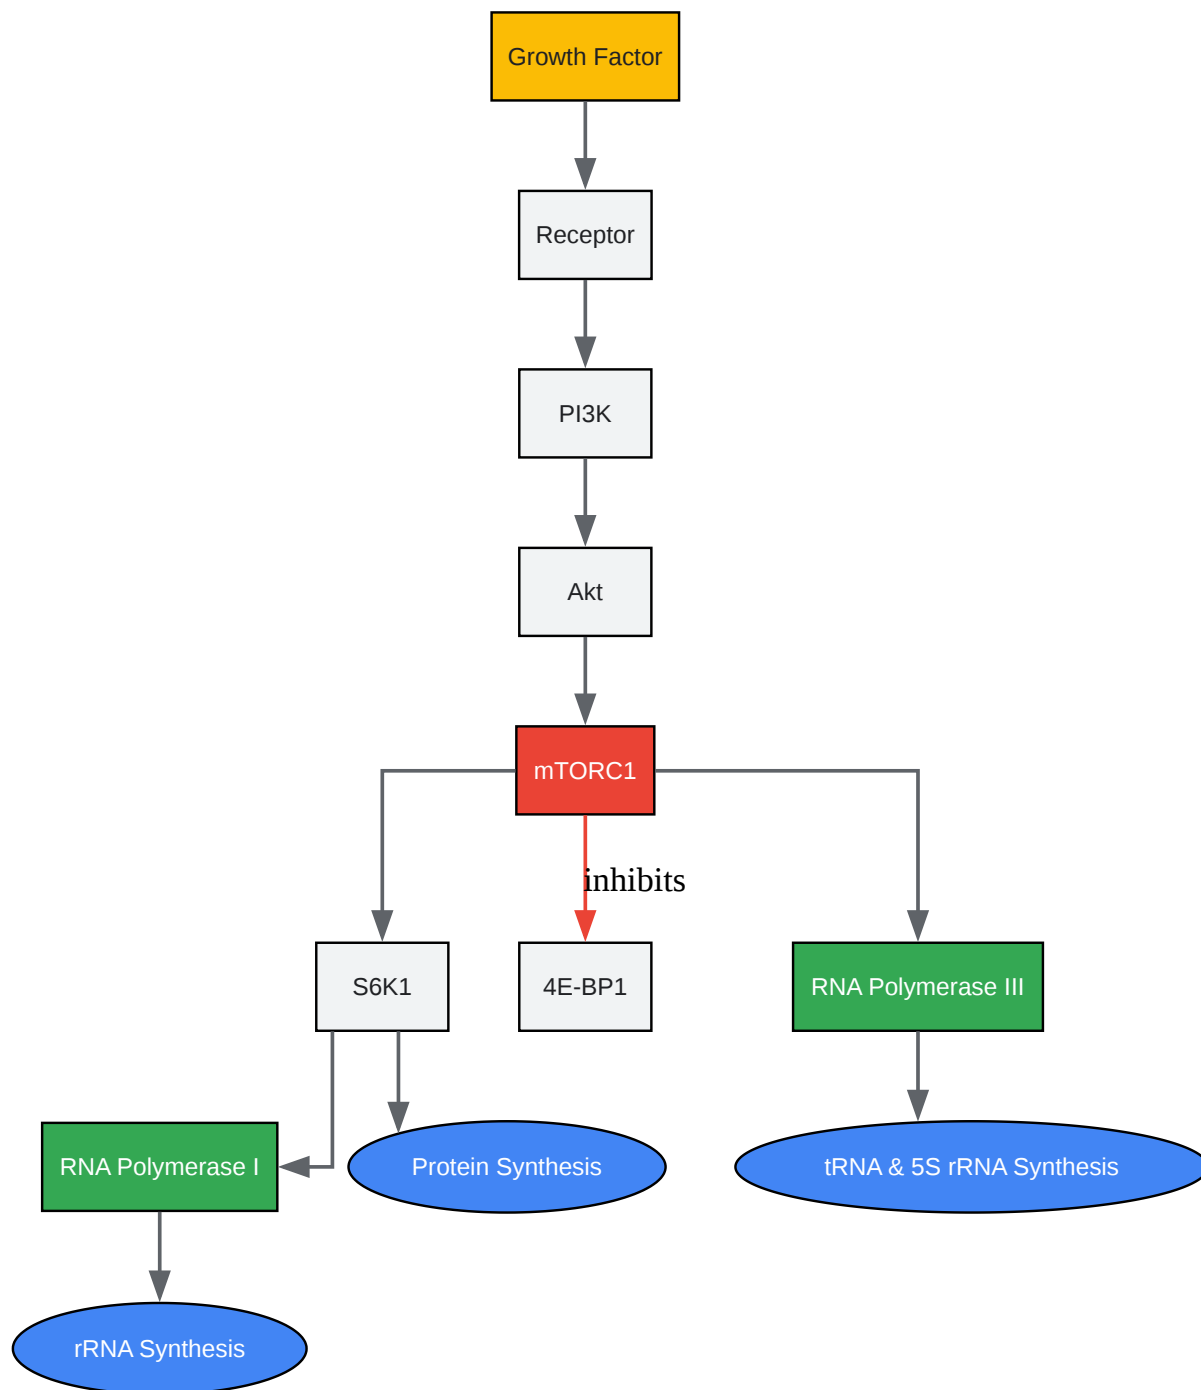 Growth Factor
Receptor
PI3K
Akt
mTORC1
inhibits
S6K1
4E-BP1
RNA Polymerase III
RNA Polymerase I
Protein Synthesis
tRNA & 5S rRNA Synthesis
rRNA Synthesis